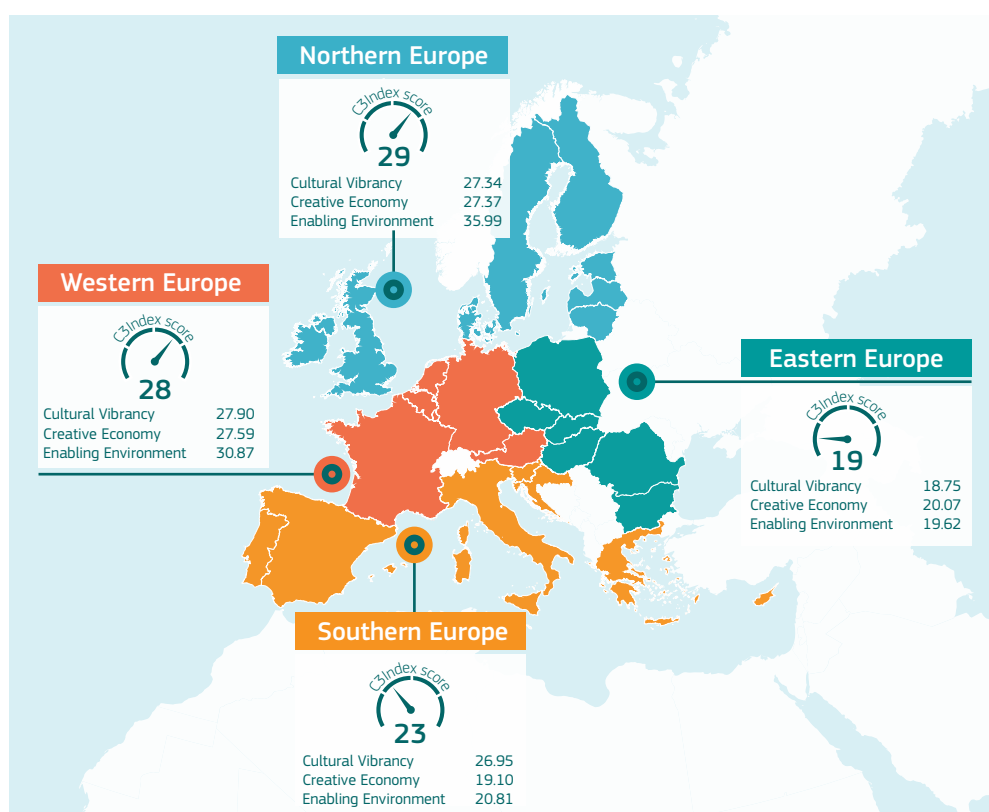 Northern Europe
C3Index score
29
Cultural Vibrancy 27.34
Creative Economy 27.37
Enabling Environment 35.99
Western Europe
C3Index score
28
Cultural Vibrancy 27.90
Creative Economy 27.59
Enabling Environment 30.87
Eastern Europe
C3Index score
19
Cultural Vibrancy 18.75
Creative Economy 20.07
Enabling Environment 19.62
Southern Europe
C3Index score
23
Cultural Vibrancy 26.95
Creative Economy 19.10
Enabling Environment 20.81